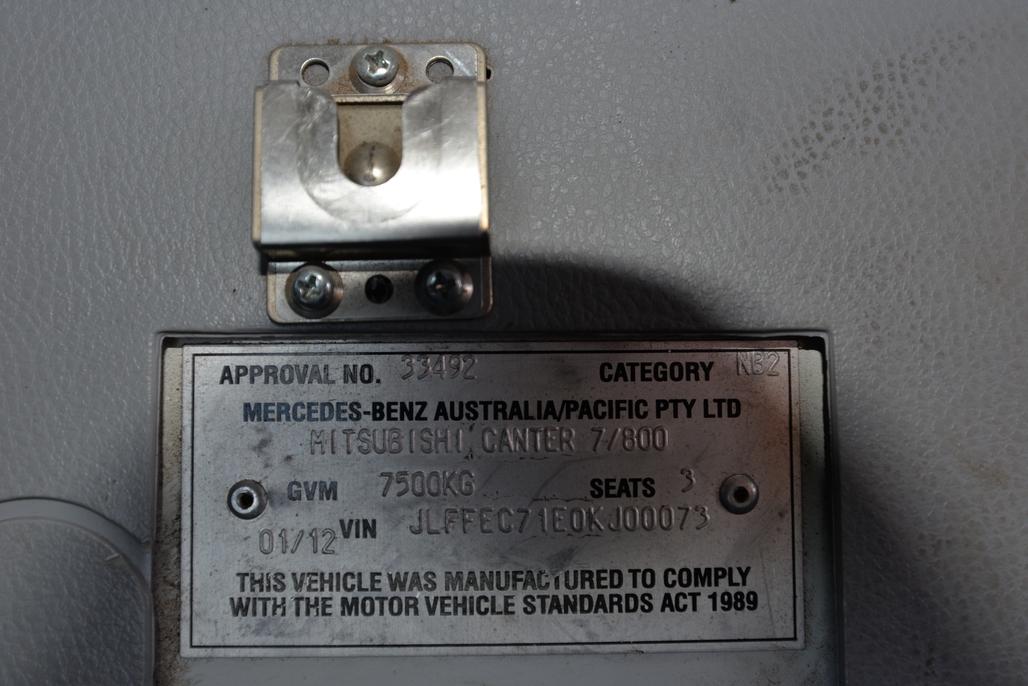 APPROVAL NO. 33492 CATEGORY NB2
MERCEDES-BENZ AUSTRALIA/PACIFIC PTY LTD
MITSUBISHI CANTER 7/800
GVM 7500KG SEATS 3
01/12 VIN JLFFEC71E0KJ00073
THIS VEHICLE WAS MANUFACTURED TO COMPLY
WITH THE MOTOR VEHICLE STANDARDS ACT 1989